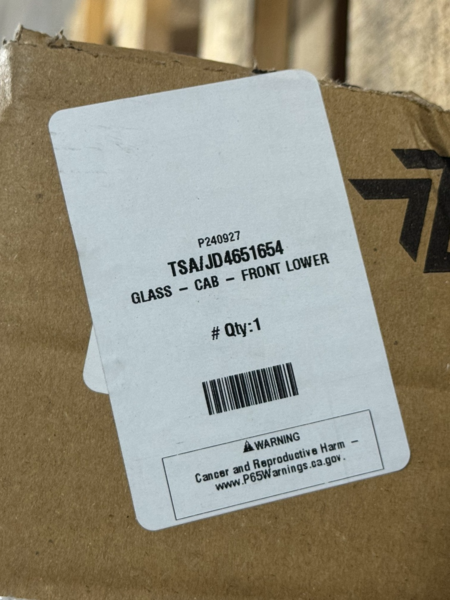 P240927
TSA/JD4651654
GLASS - CAB - FRONT LOWER
# Qty:1
WARNING
Cancer and Reproductive Harm -
www.P65Warnings.ca.gov.